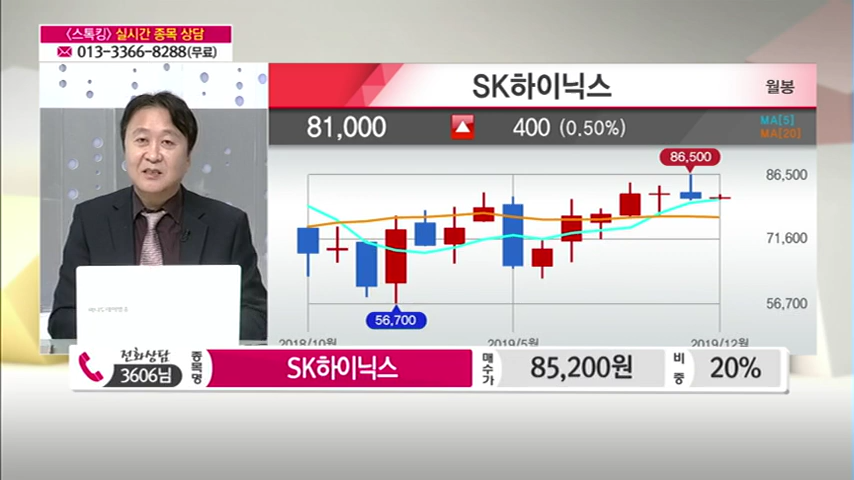 <스톡킹> 실시간 종목 상담
013-3366-8288(무료)
SK하이닉스
월봉
81,000
400 (0.50%)
MA[5]
MA[20]
86,500
86,500
71,600
56,700
56,700
2018/10월
2019/5월
2019/12월
전화상담
3606님
종목명
SK하이닉스
매수가
85,200원
비중
20%